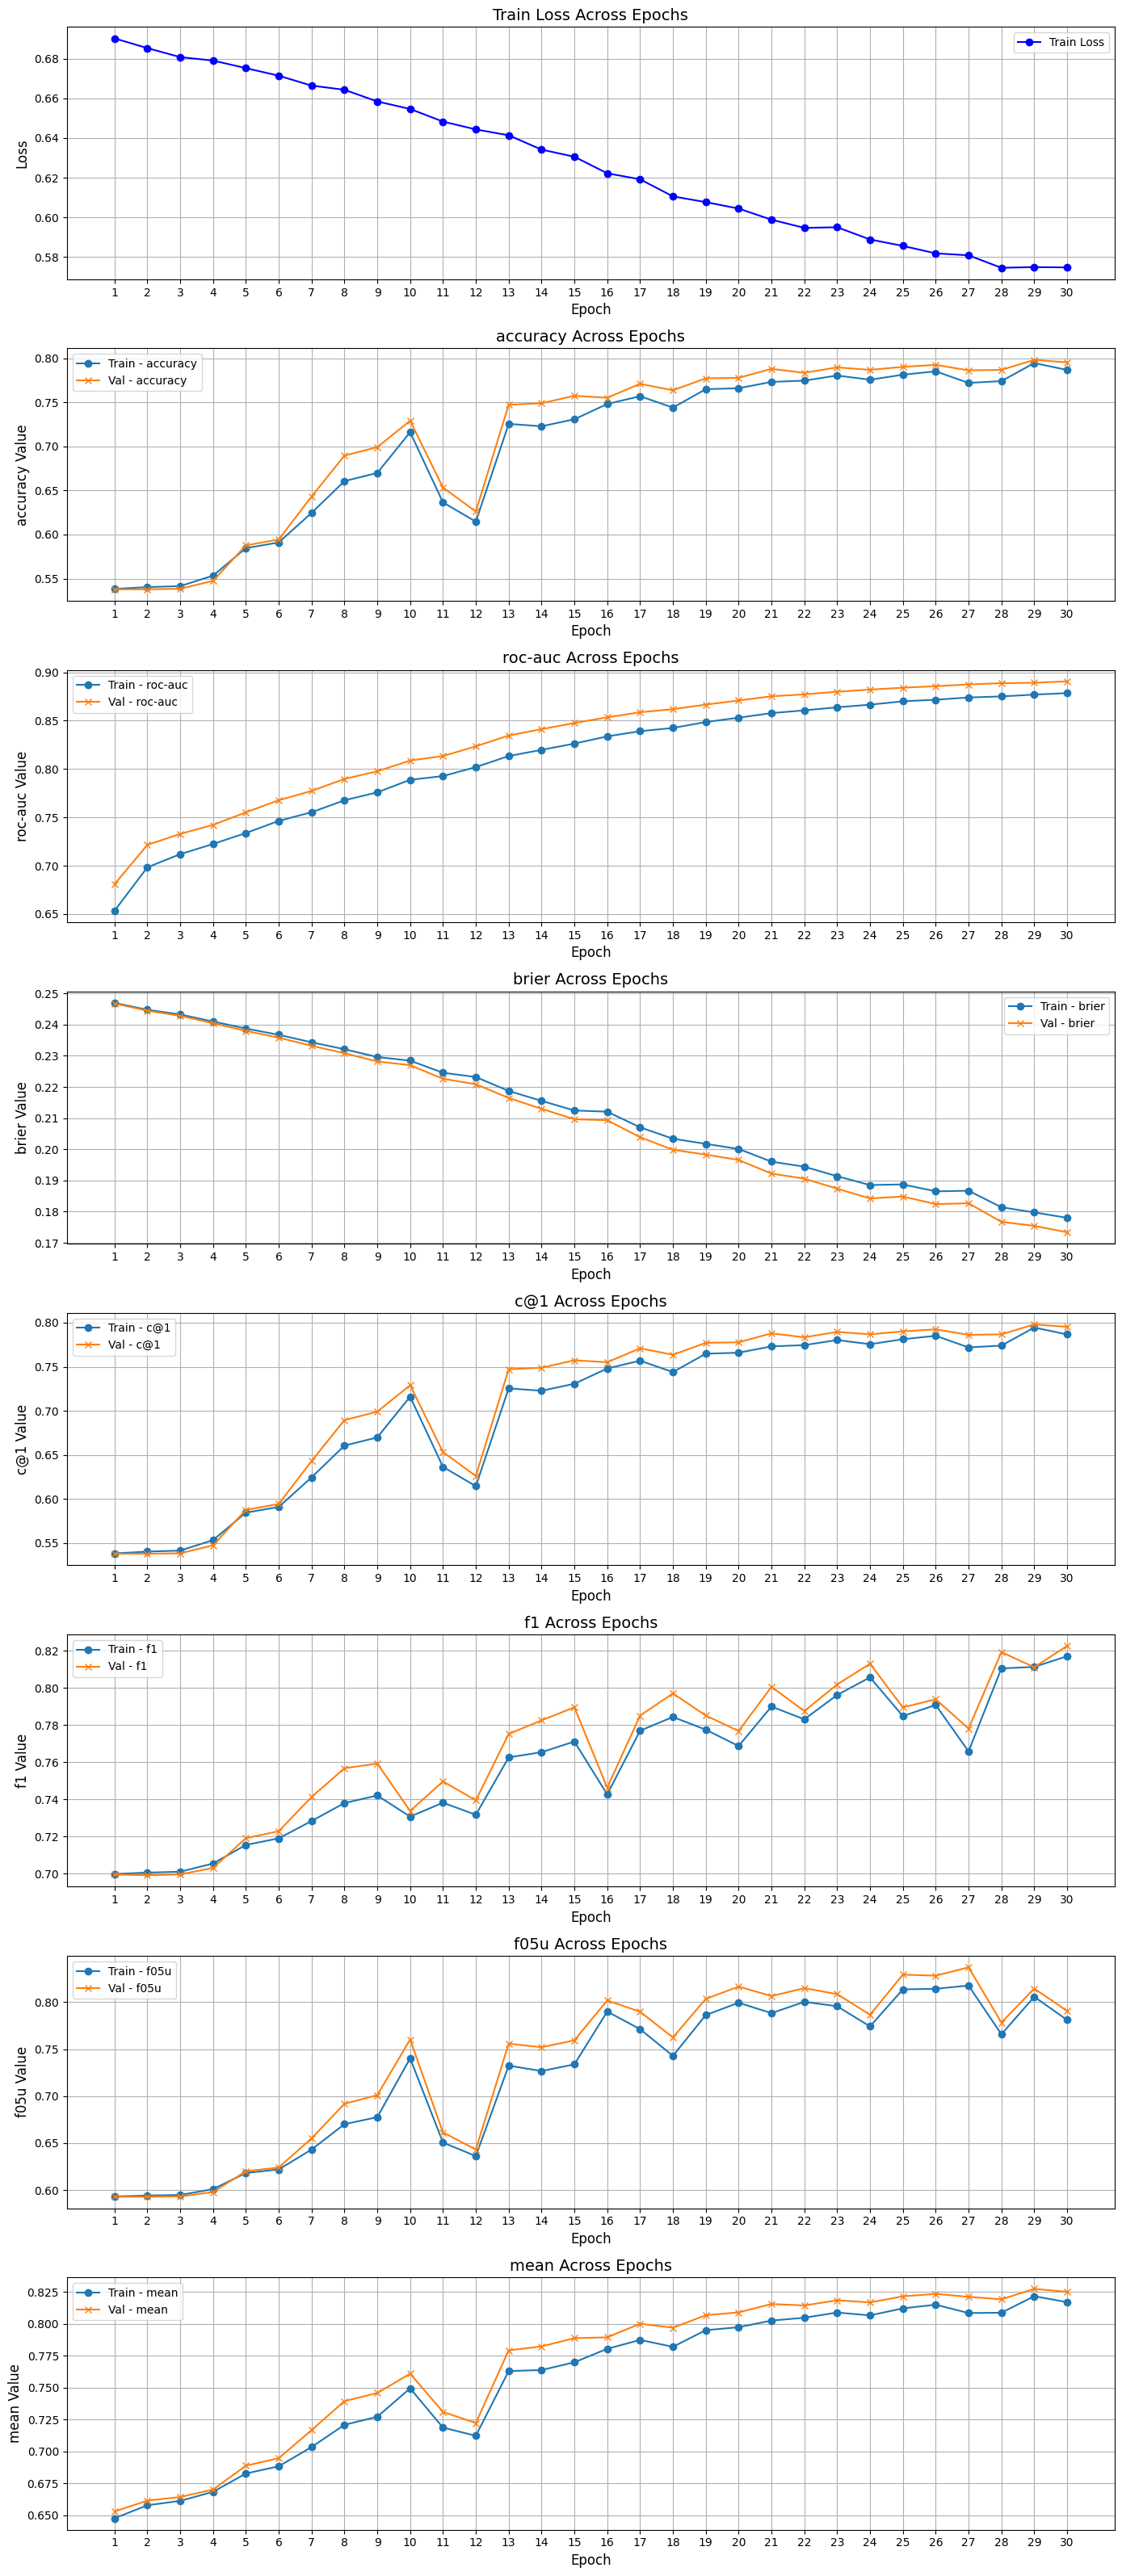 Train Loss Across Epochs
Train Loss
0.68
0.66
0.64
0.62
0.60
0.58
Loss
1 2 3 4 5 6 7 8 9 10 11 12 13 14 15 16 17 18 19 20 21 22 23 24 25 26 27 28 29 30
Epoch
accuracy Across Epochs
Train - accuracy
Val - accuracy
0.80
0.75
0.70
0.65
0.60
0.55
accuracy Value
1 2 3 4 5 6 7 8 9 10 11 12 13 14 15 16 17 18 19 20 21 22 23 24 25 26 27 28 29 30
Epoch
roc-auc Across Epochs
Train - roc-auc
Val - roc-auc
0.90
0.85
0.80
0.75
0.70
0.65
roc-auc Value
1 2 3 4 5 6 7 8 9 10 11 12 13 14 15 16 17 18 19 20 21 22 23 24 25 26 27 28 29 30
Epoch
brier Across Epochs
Train - brier
Val - brier
0.25
0.24
0.23
0.22
0.21
0.20
0.19
0.18
0.17
brier Value
1 2 3 4 5 6 7 8 9 10 11 12 13 14 15 16 17 18 19 20 21 22 23 24 25 26 27 28 29 30
Epoch
c@1 Across Epochs
Train - c@1
Val - c@1
0.80
0.75
0.70
0.65
0.60
0.55
c@1 Value
1 2 3 4 5 6 7 8 9 10 11 12 13 14 15 16 17 18 19 20 21 22 23 24 25 26 27 28 29 30
Epoch
f1 Across Epochs
Train - f1
Val - f1
0.82
0.80
0.78
0.76
0.74
0.72
0.70
f1 Value
1 2 3 4 5 6 7 8 9 10 11 12 13 14 15 16 17 18 19 20 21 22 23 24 25 26 27 28 29 30
Epoch
f05u Across Epochs
Train - f05u
Val - f05u
0.80
0.75
0.70
0.65
0.60
f05u Value
1 2 3 4 5 6 7 8 9 10 11 12 13 14 15 16 17 18 19 20 21 22 23 24 25 26 27 28 29 30
Epoch
mean Across Epochs
Train - mean
Val - mean
0.825
0.800
0.775
0.750
0.725
0.700
0.675
0.650
mean Value
1 2 3 4 5 6 7 8 9 10 11 12 13 14 15 16 17 18 19 20 21 22 23 24 25 26 27 28 29 30
Epoch